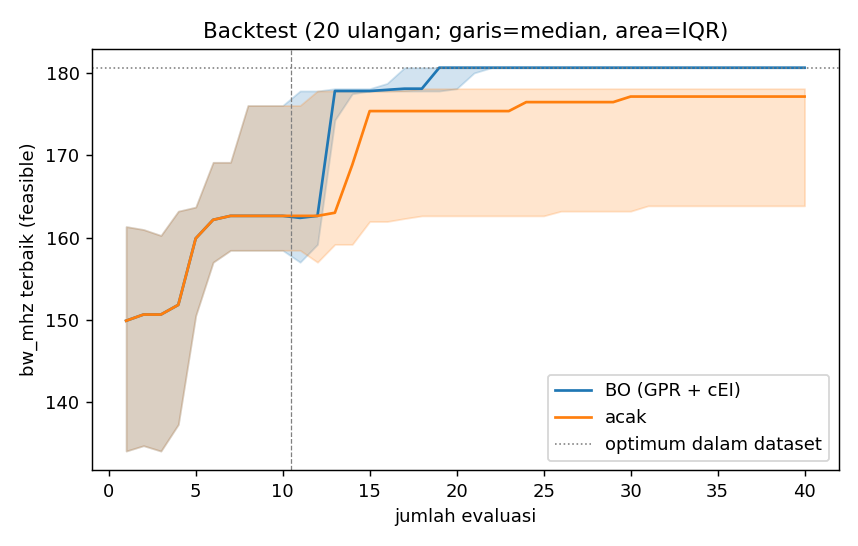 Backtest (20 ulangan; garis=median, area=IQR)
bw_mhz terbaik (feasible)
180
170
160
150
140
0 5 10 15 20 25 30 35 40
jumlah evaluasi
BO (GPR + cEI)
acak
optimum dalam dataset